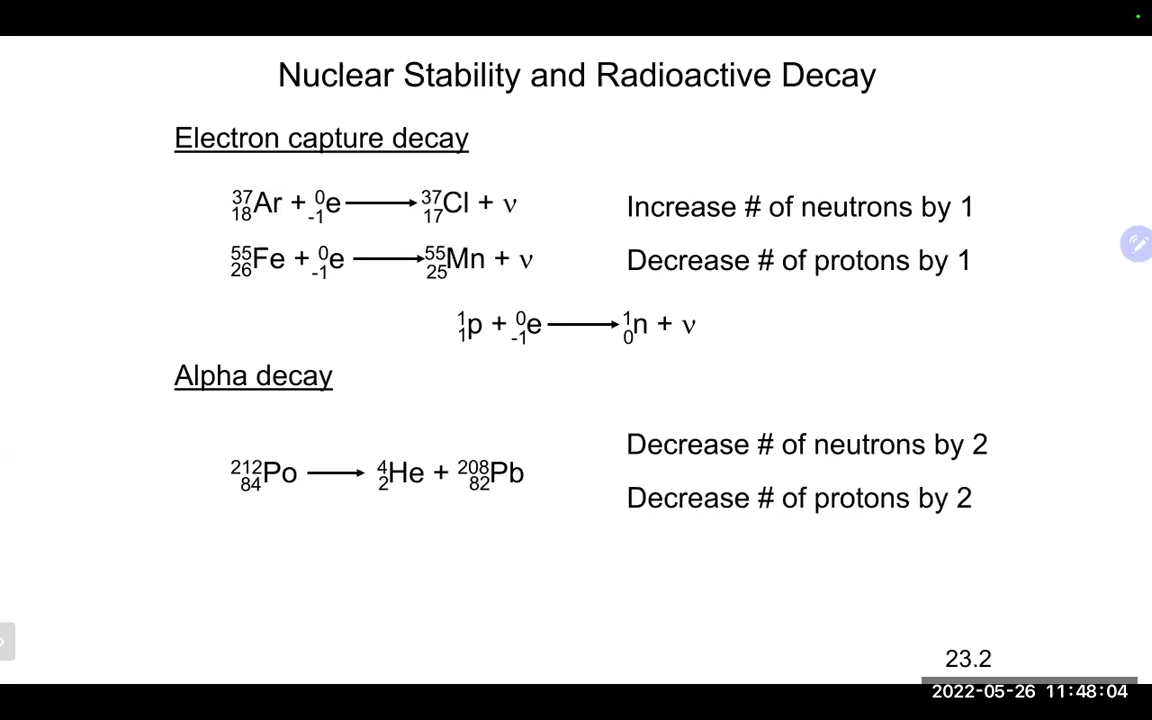 Nuclear Stability and Radioactive Decay
Electron capture decay
³⁷₁₈Ar + ⁰₋₁e ⟶ ³⁷₁₇Cl + ν
Increase # of neutrons by 1
⁵⁵₂₆Fe + ⁰₋₁e ⟶ ⁵⁵₂₅Mn + ν
Decrease # of protons by 1
¹₁p + ⁰₋₁e ⟶ ¹₀n + ν
Alpha decay
Decrease # of neutrons by 2
²¹²₈₄Po ⟶ ⁴₂He + ²⁰⁸₈₂Pb
Decrease # of protons by 2
23.2
2022-05-26 11:48:04